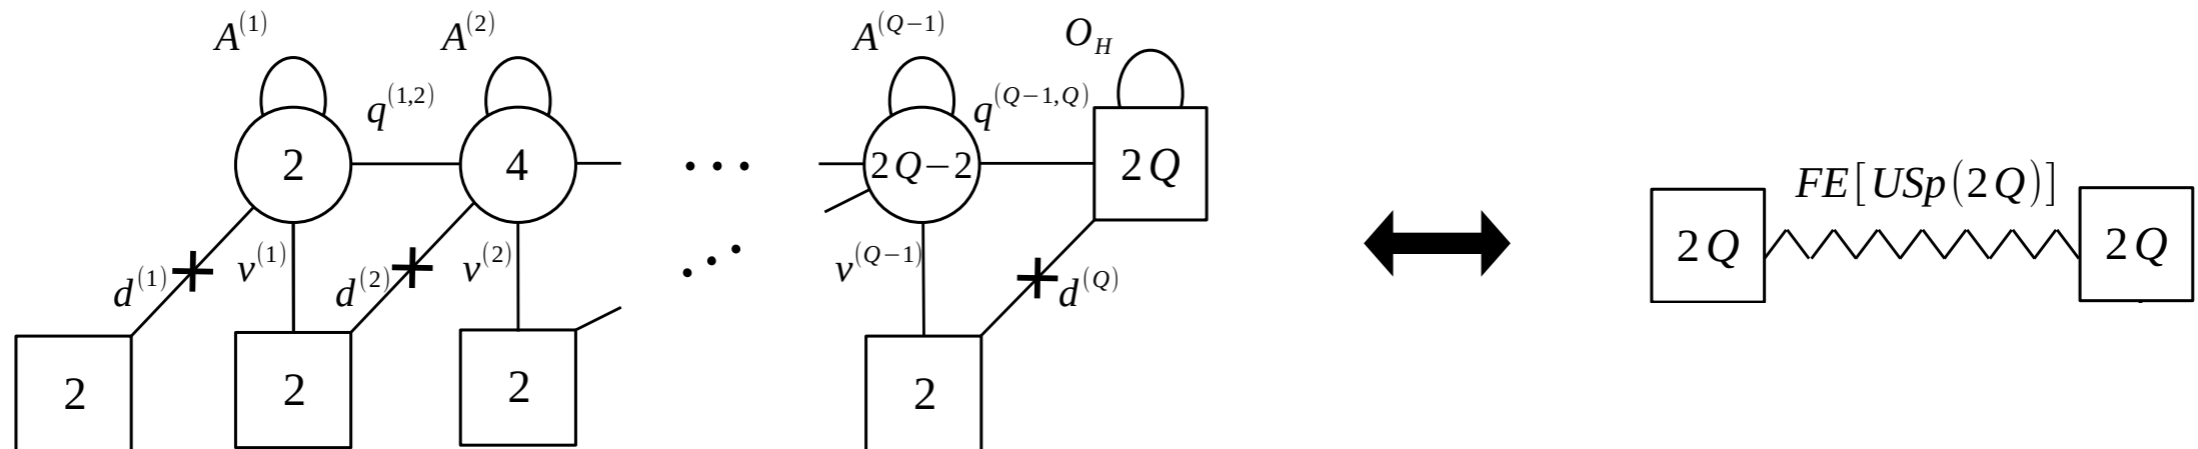 A^{(1)} A^{(2)} A^{(Q−1)} O_H
q^{(1,2)} q^{(Q−1,Q)}
2 4 ••• 2Q−2 2Q
FE[USp(2Q)]
2Q 2Q
d^{(1)} v^{(1)} d^{(2)} v^{(2)} v^{(Q−1)} d^{(Q)}
2 2 2 2